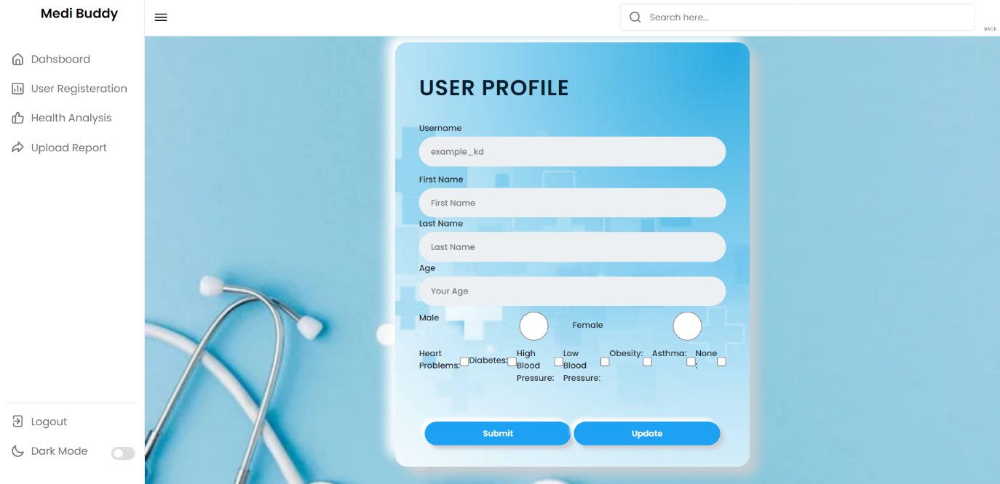 Medi Buddy
Search here...
BACK
Dahsboard
User Registeration
Health Analysis
Upload Report
USER PROFILE
Username
example_kd
First Name
First Name
Last Name
Last Name
Age
Your Age
Male
Female
Heart
Problems:
Diabetes:
High
Blood
Pressure:
Low
Blood
Pressure:
Obesity:
Asthma:
None
:
Submit
Update
Logout
Dark Mode